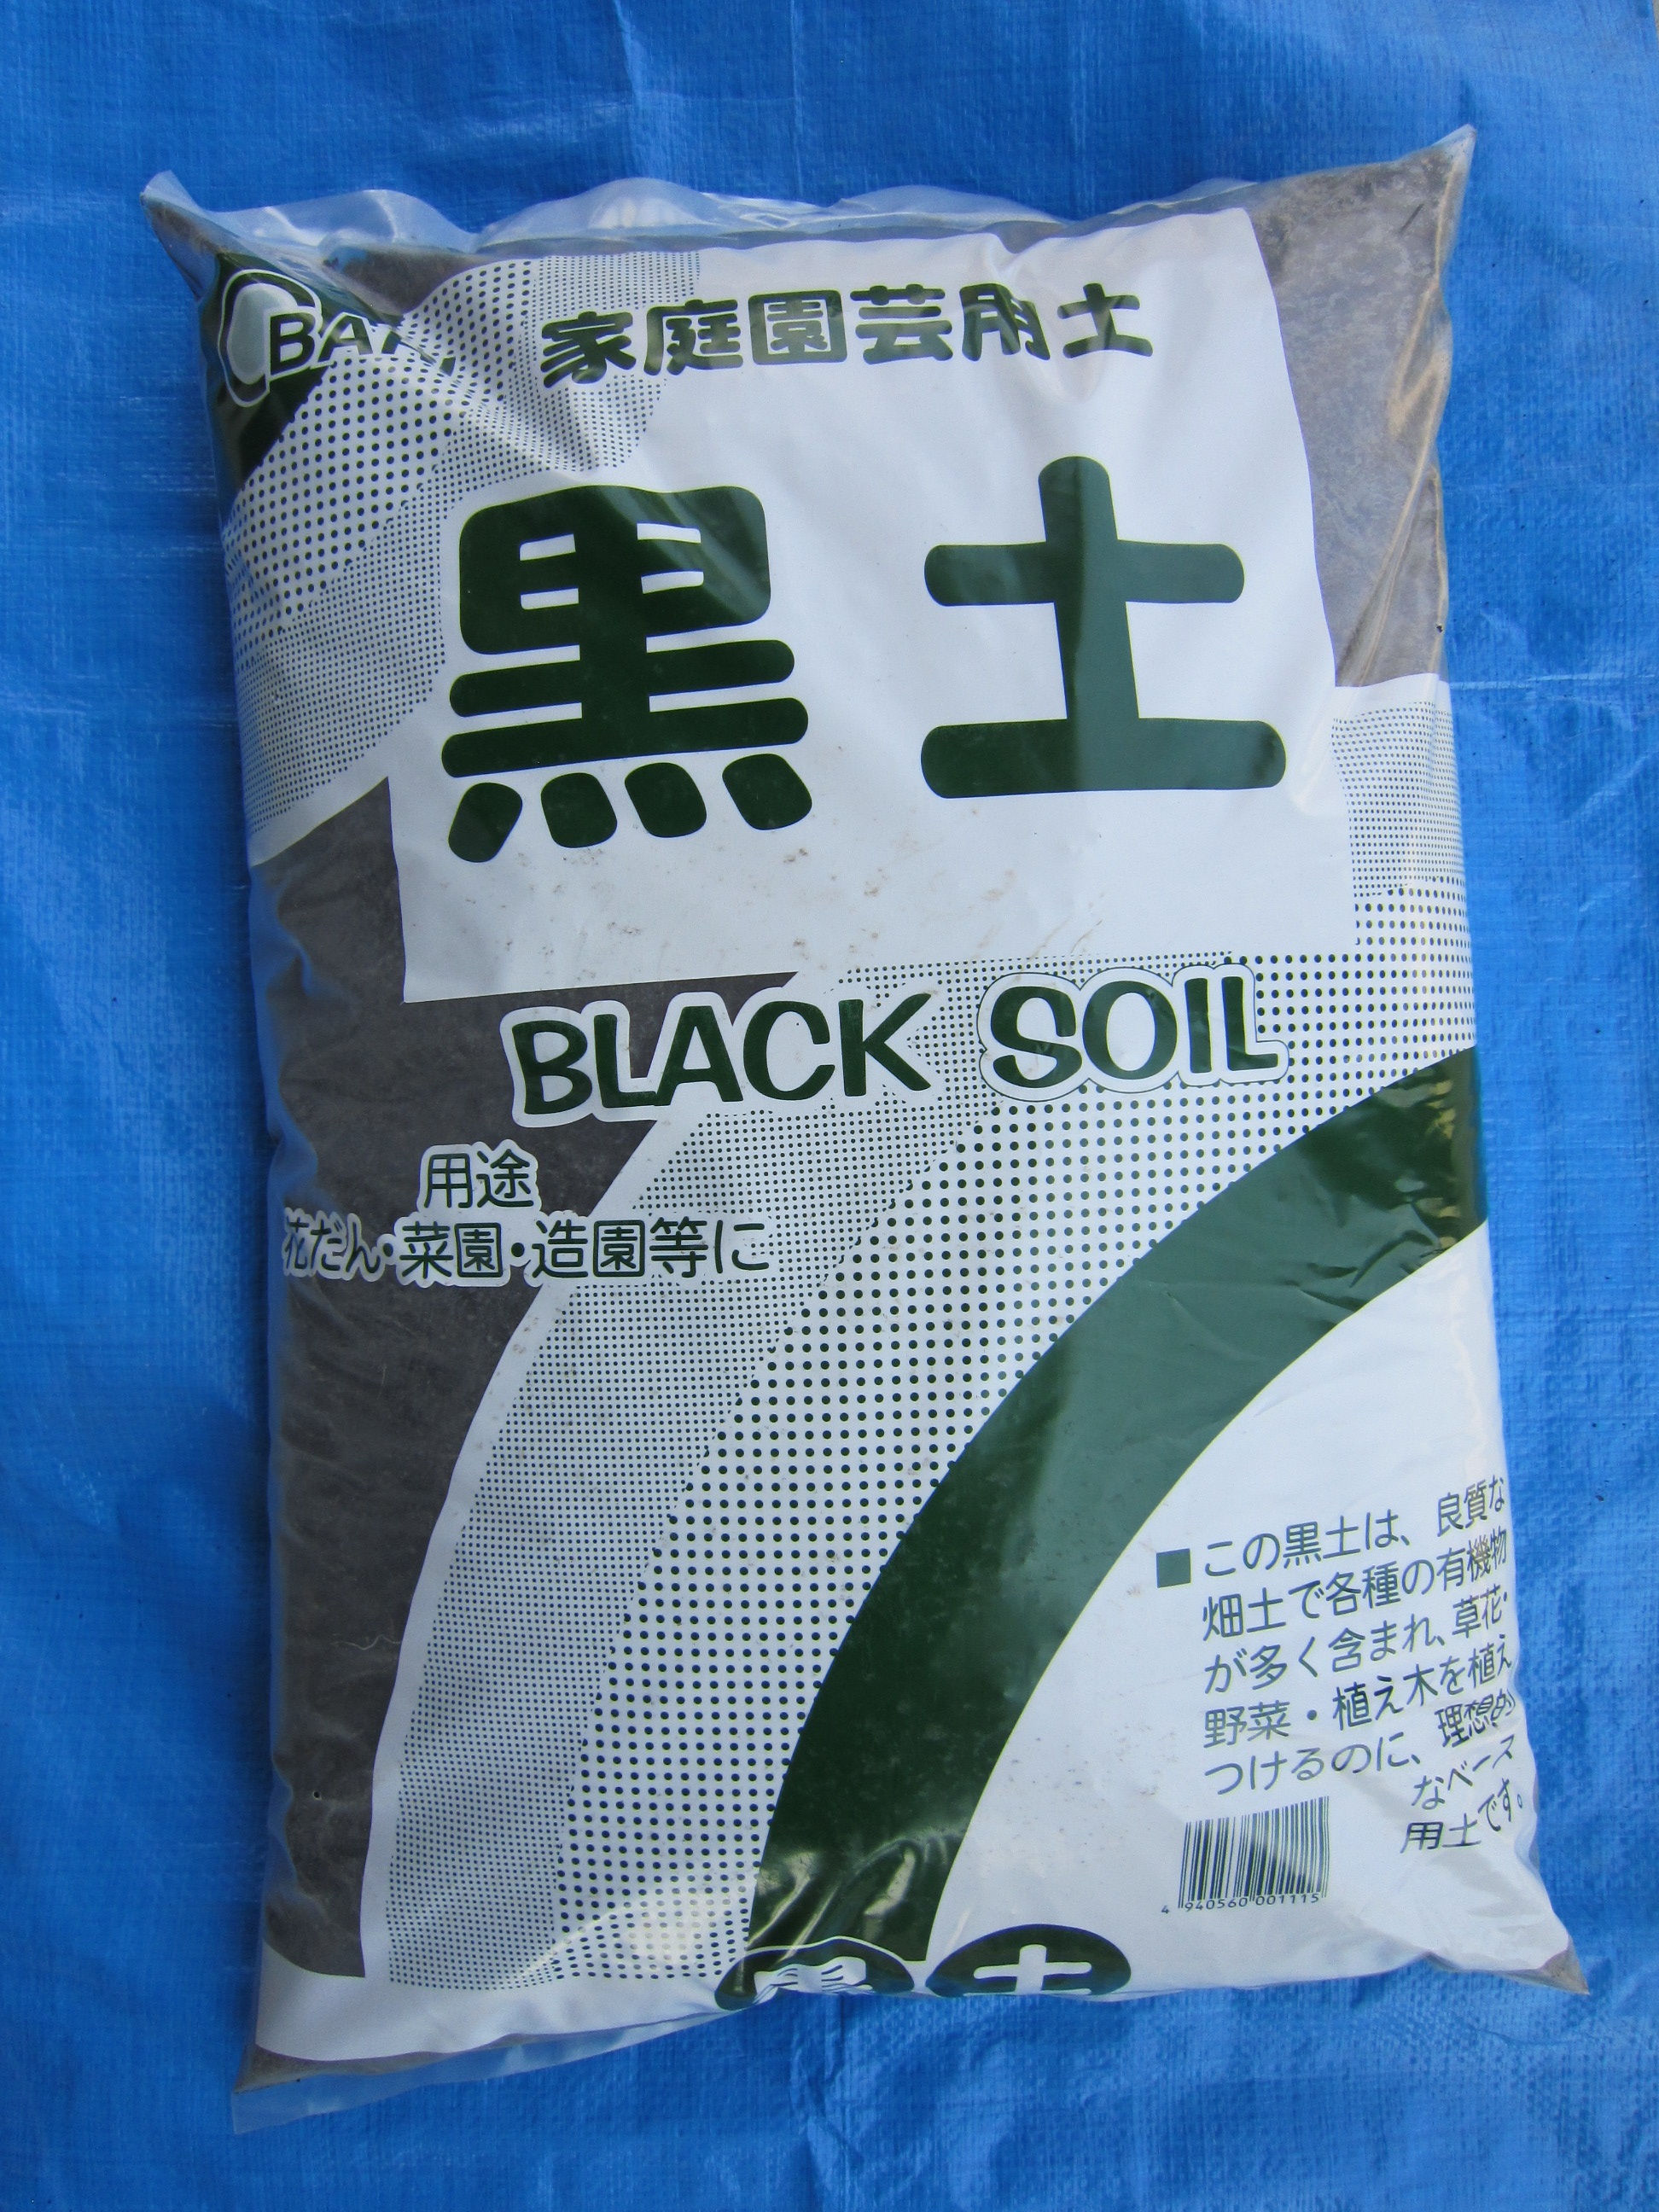 家庭園芸用土
黒土
BLACK SOIL
用途
花だん・菜園・造園等に
■この黒土は、良質な
畑土で各種の有機物
が多く含まれ、草花・
野菜・植え木を植え
つけるのに、理想的
なベース
用土です。
4 940560 001115
黒土